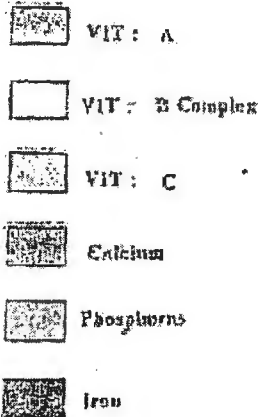 VIT : A
VIT : B Complex
VIT : C
Calcium
Phosphorus
Iron